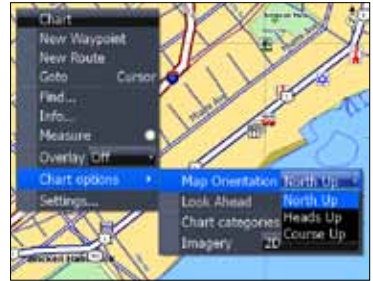 Chart
New Waypoint
New Route
Goto Cursor
Find...
Info...
Measure
Overlay Off
Chart options
Settings...
Map Orientation North Up
Look Ahead North Up
Chart categories Heads Up
Imagery 2D Course Up